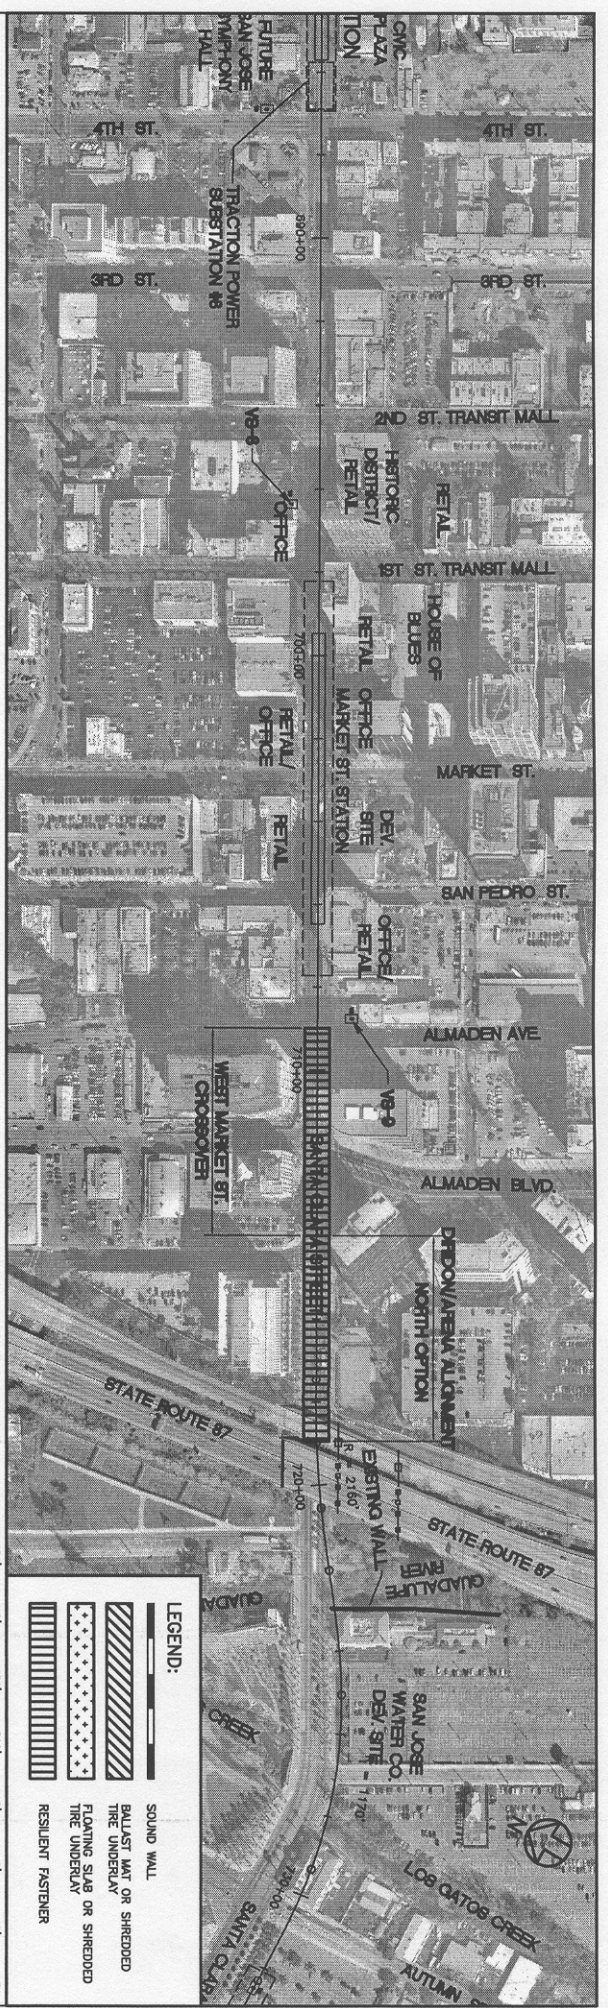 CIVIC
PLAZA
TION
FUTURE
SAN JOSE
SYMPHONY
HALL
4TH ST.
4TH ST.
TRACTION POWER
SUBSTATION #8
690+00
3RD ST.
3RD ST.
2ND ST. TRANSIT MALL
VS-8
HISTORIC
DISTRICT/
RETAIL
RETAIL
OFFICE
1ST ST. TRANSIT MALL
HOUSE OF
BLUES
RETAIL
700+00
OFFICE
RETAIL/
OFFICE
MARKET ST. STATION
MARKET ST.
DEV.
SITE
RETAIL
SAN PEDRO ST.
OFFICE/
RETAIL
ALMADEN AVE.
VS-9
710+00
WEST MARKET ST.
CROSSOVER
ALMADEN BLVD.
DIRIDON/ARENA ALIGNMENT
NORTH OPTION
STATE ROUTE 87
STATE ROUTE 87
R = 2160'
720+00
EXISTING WALL
GUADALUPE
RIVER
GUADAL
CREEK
SAN JOSE
WATER CO.
DEV. SITE
= 1170'
N
LOS GATOS CREEK
730+00
AUTUMN S
SANTA CLAR
LEGEND:
SOUND WALL
BALLAST MAT OR SHREDDED
TIRE UNDERLAY
FLOATING SLAB OR SHREDDED
TIRE UNDERLAY
RESILIENT FASTENER